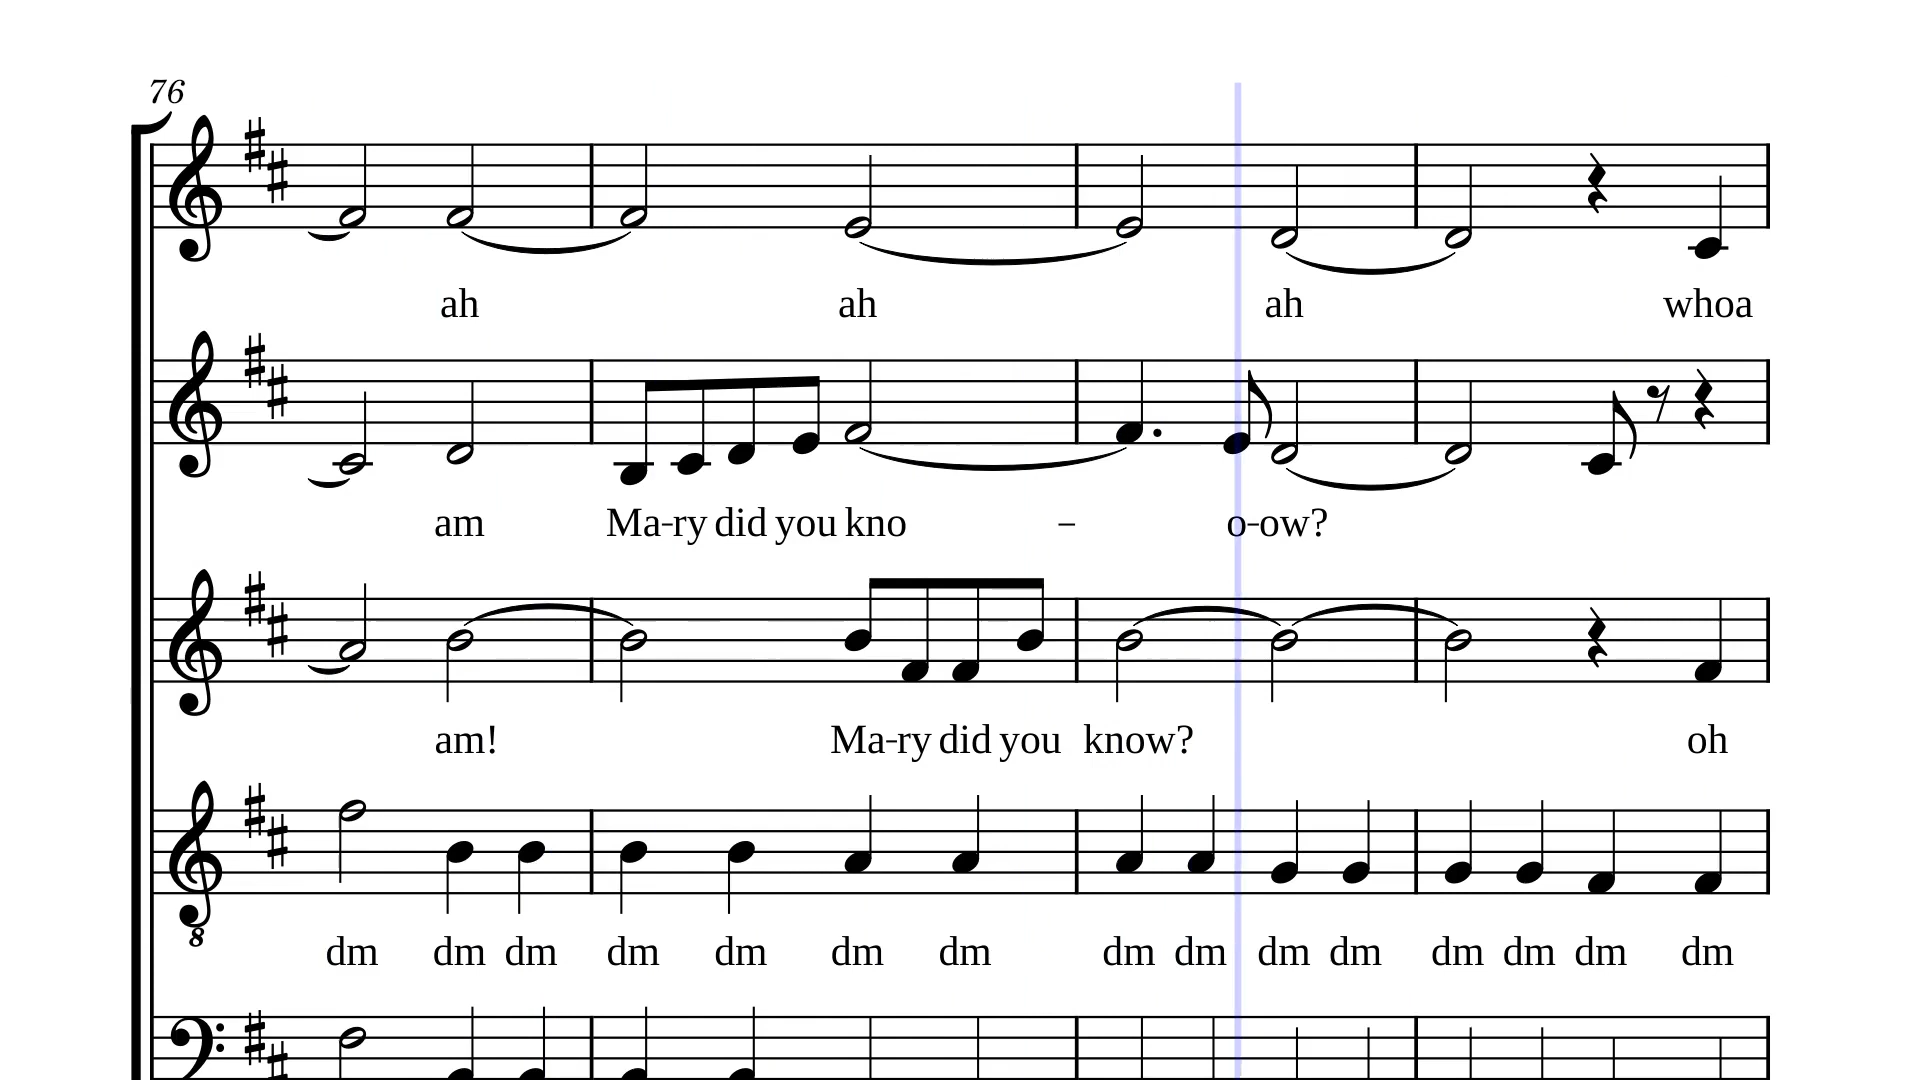 76
ah ah ah whoa
am Ma-ry did you kno - o-ow?
am! Ma-ry did you know? oh
8
dm dm dm dm dm dm dm dm dm dm dm dm dm dm dm